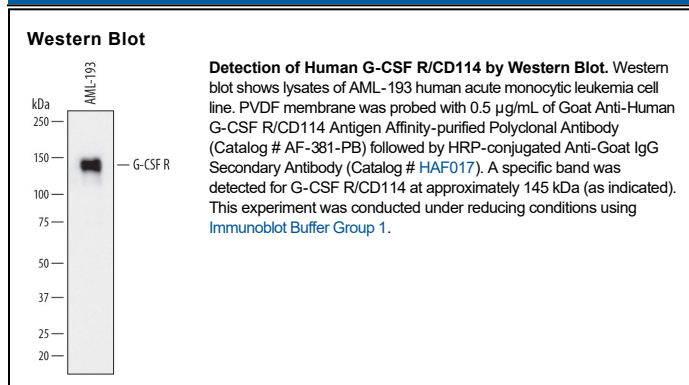 Western Blot
kDa
AML-193
250
150
100
75
50
37
25
20
G-CSF R
Detection of Human G-CSF R/CD114 by Western Blot. Western
blot shows lysates of AML-193 human acute monocytic leukemia cell
line. PVDF membrane was probed with 0.5 µg/mL of Goat Anti-Human
G-CSF R/CD114 Antigen Affinity-purified Polyclonal Antibody
(Catalog # AF-381-PB) followed by HRP-conjugated Anti-Goat IgG
Secondary Antibody (Catalog # HAF017). A specific band was
detected for G-CSF R/CD114 at approximately 145 kDa (as indicated).
This experiment was conducted under reducing conditions using
Immunoblot Buffer Group 1.